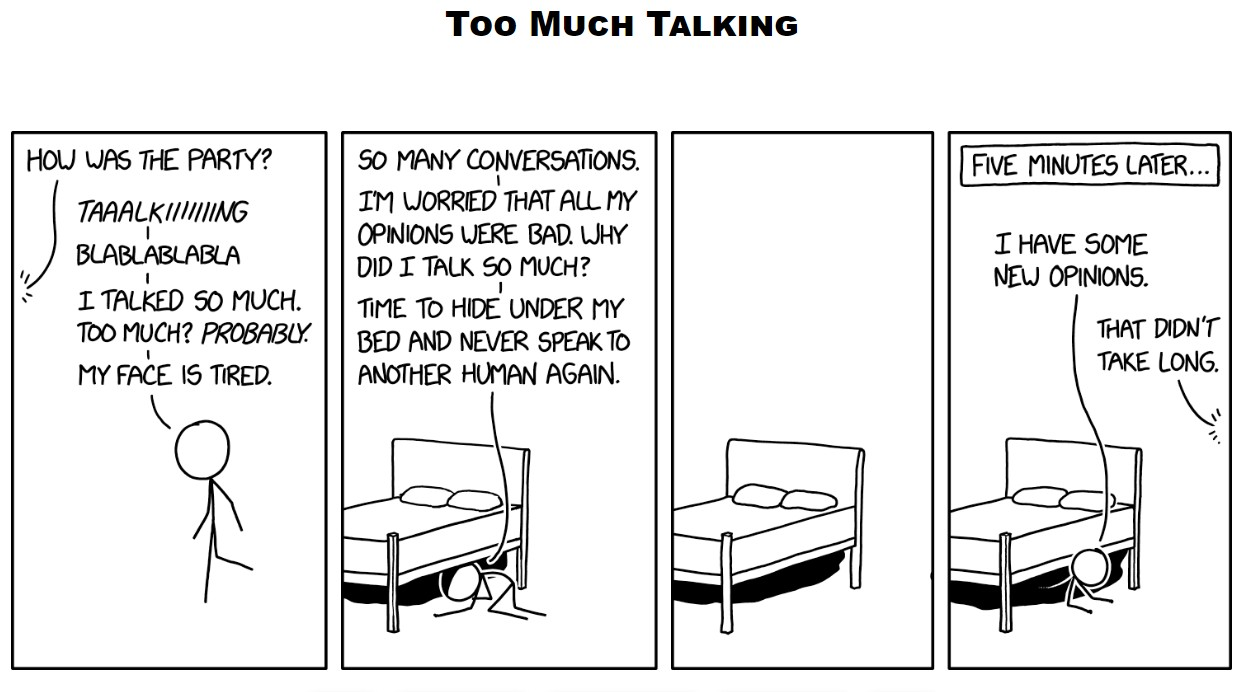 Too Much Talking
HOW WAS THE PARTY?
TAAALKIIIIIIIING
BLABLABLABLA
I TALKED SO MUCH.
TOO MUCH? PROBABLY.
MY FACE IS TIRED.
SO MANY CONVERSATIONS.
I'M WORRIED THAT ALL MY
OPINIONS WERE BAD. WHY
DID I TALK SO MUCH?
TIME TO HIDE UNDER MY
BED AND NEVER SPEAK TO
ANOTHER HUMAN AGAIN.
FIVE MINUTES LATER...
I HAVE SOME
NEW OPINIONS.
THAT DIDN'T
TAKE LONG.